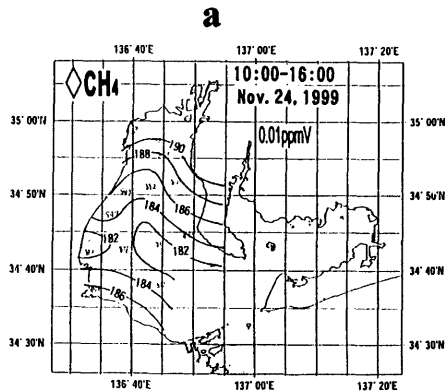 a
136 40'E 137 00'E 137 20'E
◇CH4
10:00-16:00
Nov. 24, 1999
0.01ppmV
35 00'N 35 00'N
190
188
34 50'N 34 50'N
186
184
182 182
34 40'N 34 40'N
184
186
34 30'N 34 30'N
136 40'E 137 00'E 137 20'E